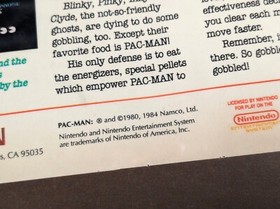 Blinky, Pinky,
Clyde, the not-so-friendly
ghosts, are dying to do some
gobbling, too. Except their
favorite food is PAC-MAN!
His only defense is to eat
the energizers, special pellets
which empower PAC-MAN to
and the
by the
effectiveness
you clear each
move faster.
Remember,
there. So
gobbled!
PAC-MAN: ® and ©1980, 1984 Namco, Ltd.
Nintendo and Nintendo Entertainment System
are trademarks of Nintendo of America, Inc.
CA 95035
LICENSED BY NINTENDO
FOR PLAY ON THE
Nintendo